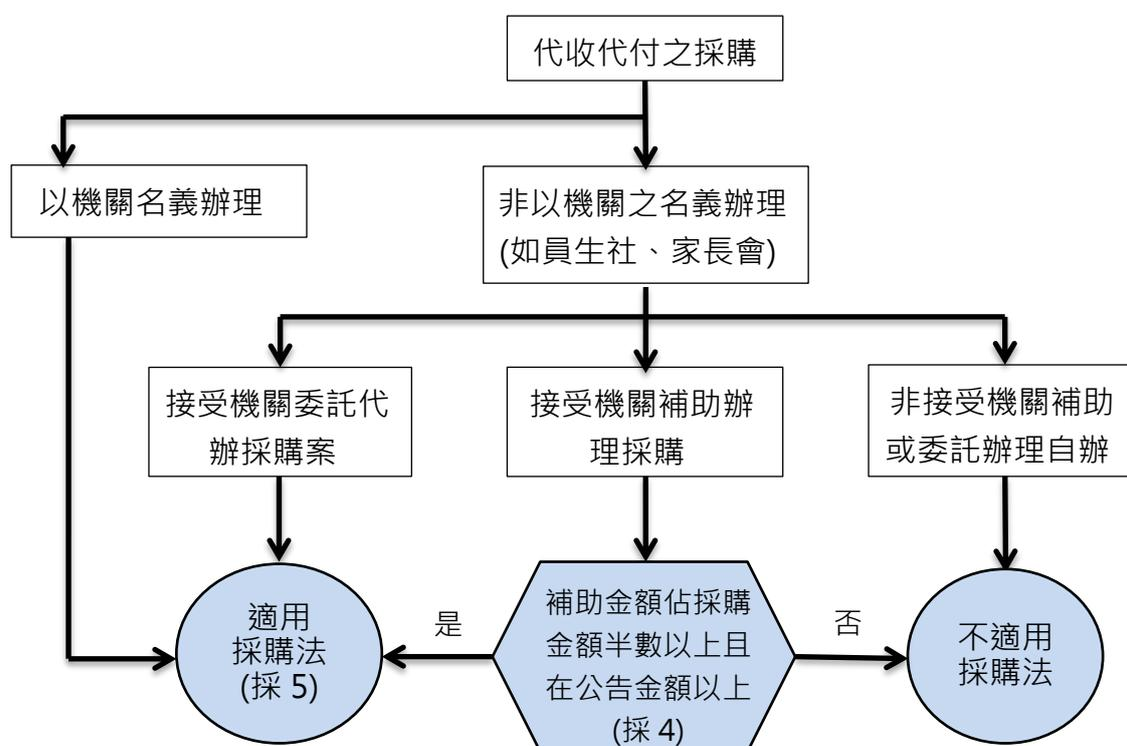 代收代付之採購
以機關名義辦理
非以機關之名義辦理
(如員生社、家長會)
接受機關委託代
辦採購案
接受機關補助辦
理採購
非接受機關補助
或委託辦理自辦
適用
採購法
(採 5)
是
補助金額佔採購
金額半數以上且
在公告金額以上
(採 4)
否
不適用
採購法